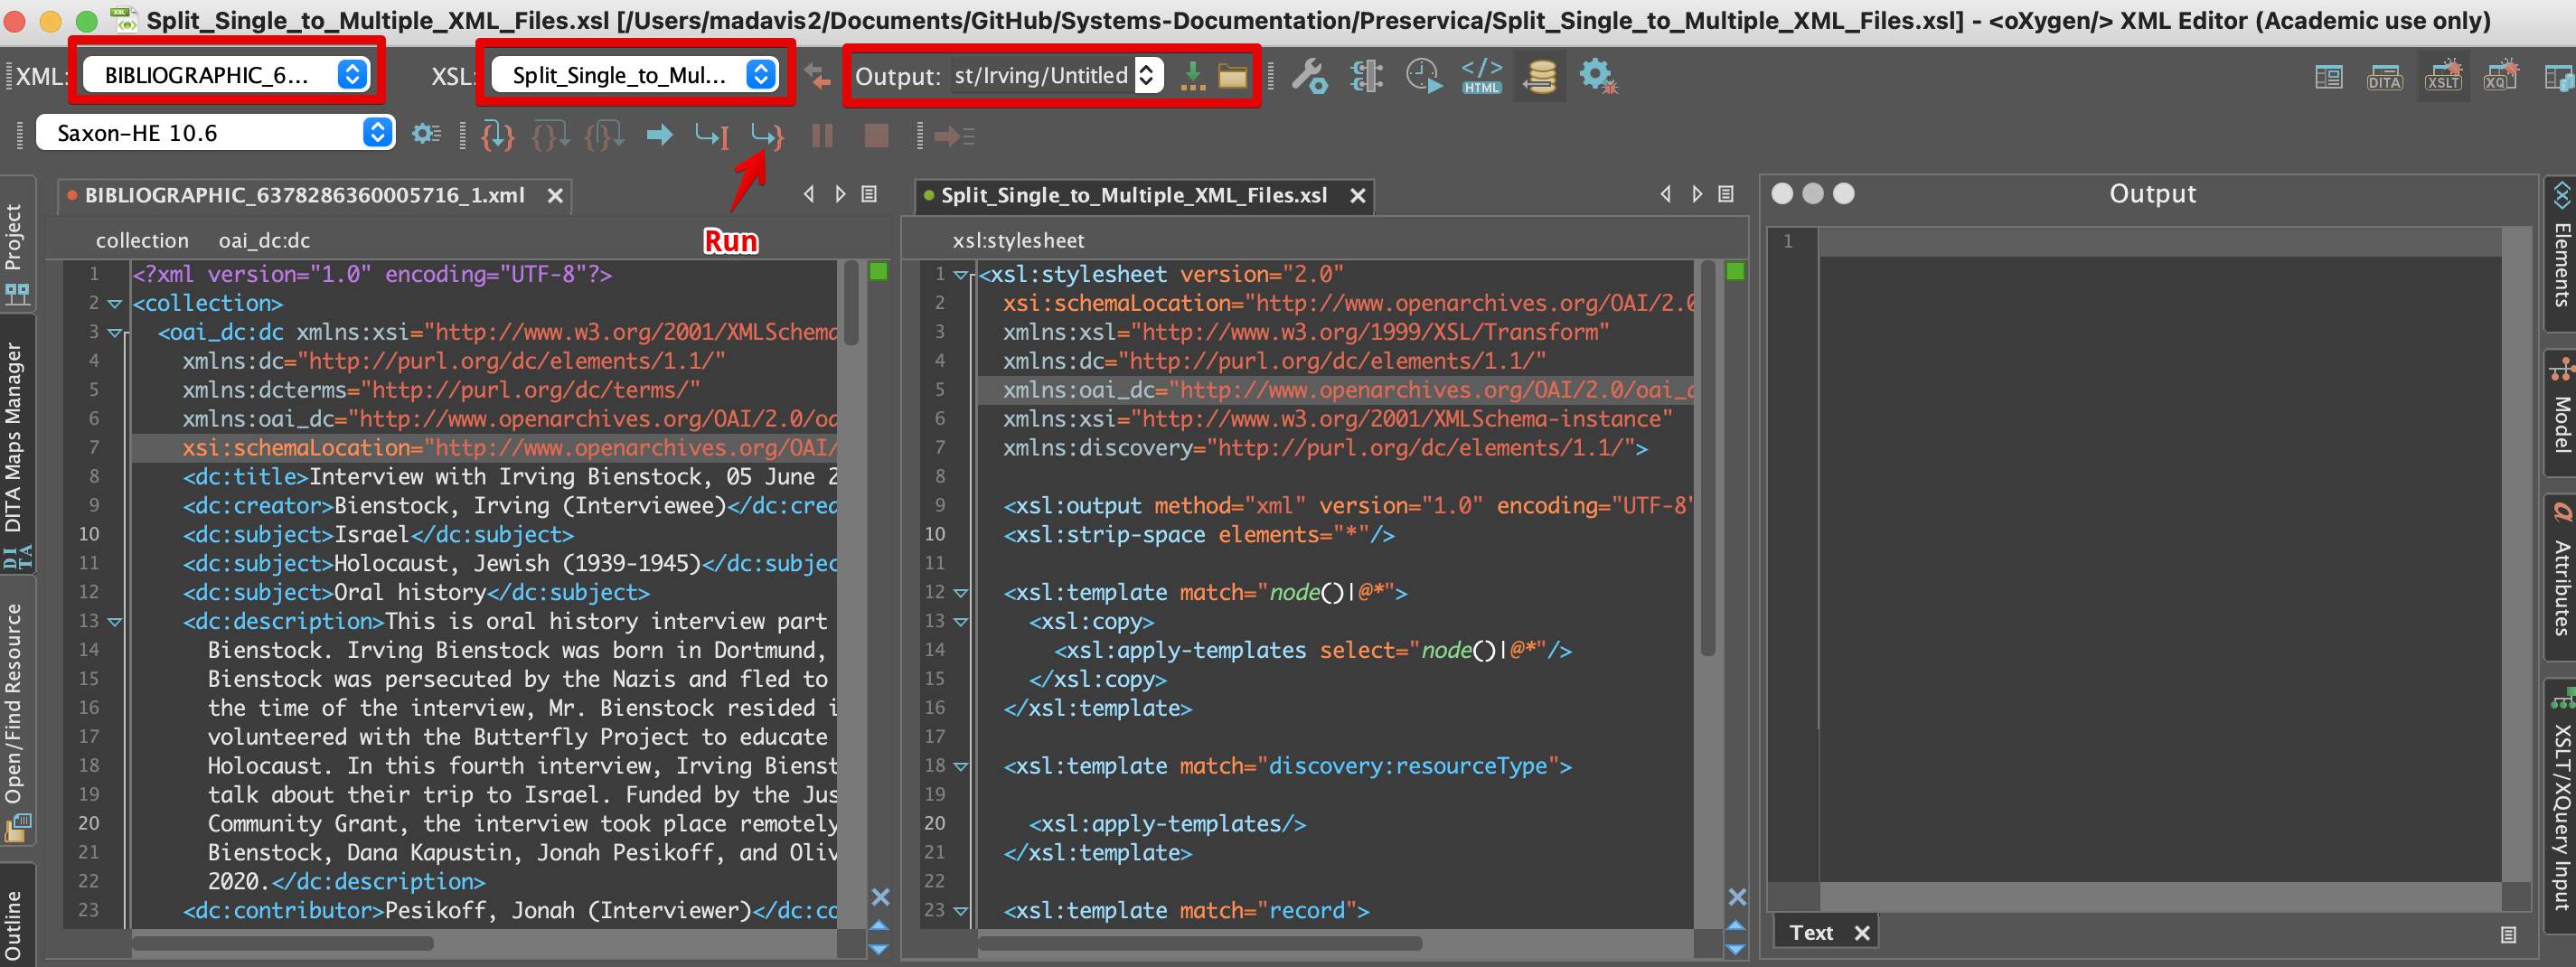 Split_Single_to_Multiple_XML_Files.xsl [/Users/madavis2/Documents/GitHub/Systems-Documentation/Preservica/Split_Single_to_Multiple_XML_Files.xsl] - <oXygen/> XML Editor (Academic use only)
XML: BIBLIOGRAPHIC_6... XSL: Split_Single_to_Mul... Output: st/Irving/Untitled </> HTML DITA XSLT XQ
Saxon-HE 10.6
BIBLIOGRAPHIC_6378286360005716_1.xml
Run
collection oai_dc:dc
1 <?xml version="1.0" encoding="UTF-8"?>
2 <collection>
3 <oai_dc:dc xmlns:xsi="http://www.w3.org/2001/XMLSchema
4 xmlns:dc="http://purl.org/dc/elements/1.1/"
5 xmlns:dcterms="http://purl.org/dc/terms/"
6 xmlns:oai_dc="http://www.openarchives.org/OAI/2.0/oa
7 xsi:schemaLocation="http://www.openarchives.org/OAI/
8 <dc:title>Interview with Irving Bienstock, 05 June 2
9 <dc:creator>Bienstock, Irving (Interviewee)</dc:crea
10 <dc:subject>Israel</dc:subject>
11 <dc:subject>Holocaust, Jewish (1939-1945)</dc:subjec
12 <dc:subject>Oral history</dc:subject>
13 <dc:description>This is oral history interview part
14 Bienstock. Irving Bienstock was born in Dortmund,
15 Bienstock was persecuted by the Nazis and fled to
16 the time of the interview, Mr. Bienstock resided i
17 volunteered with the Butterfly Project to educate
18 Holocaust. In this fourth interview, Irving Bienst
19 talk about their trip to Israel. Funded by the Jus
20 Community Grant, the interview took place remotely
21 Bienstock, Dana Kapustin, Jonah Pesikoff, and Oliv
22 2020.</dc:description>
23 <dc:contributor>Pesikoff, Jonah (Interviewer)</dc:co
Split_Single_to_Multiple_XML_Files.xsl
xsl:stylesheet
1 <xsl:stylesheet version="2.0"
2 xsi:schemaLocation="http://www.openarchives.org/OAI/2.0
3 xmlns:xsl="http://www.w3.org/1999/XSL/Transform"
4 xmlns:dc="http://purl.org/dc/elements/1.1/"
5 xmlns:oai_dc="http://www.openarchives.org/OAI/2.0/oai_d
6 xmlns:xsi="http://www.w3.org/2001/XMLSchema-instance"
7 xmlns:discovery="http://purl.org/dc/elements/1.1/">
8
9 <xsl:output method="xml" version="1.0" encoding="UTF-8"
10 <xsl:strip-space elements="*"/>
11
12 <xsl:template match="node()|@*">
13 <xsl:copy>
14 <xsl:apply-templates select="node()|@*"/>
15 </xsl:copy>
16 </xsl:template>
17
18 <xsl:template match="discovery:resourceType">
19
20 <xsl:apply-templates/>
21 </xsl:template>
22
23 <xsl:template match="record">
Output
1
Text
Project
DITA Maps Manager
DITA
Open/Find Resource
Outline
Elements
Model
a Attributes
XSLT/XQuery Input